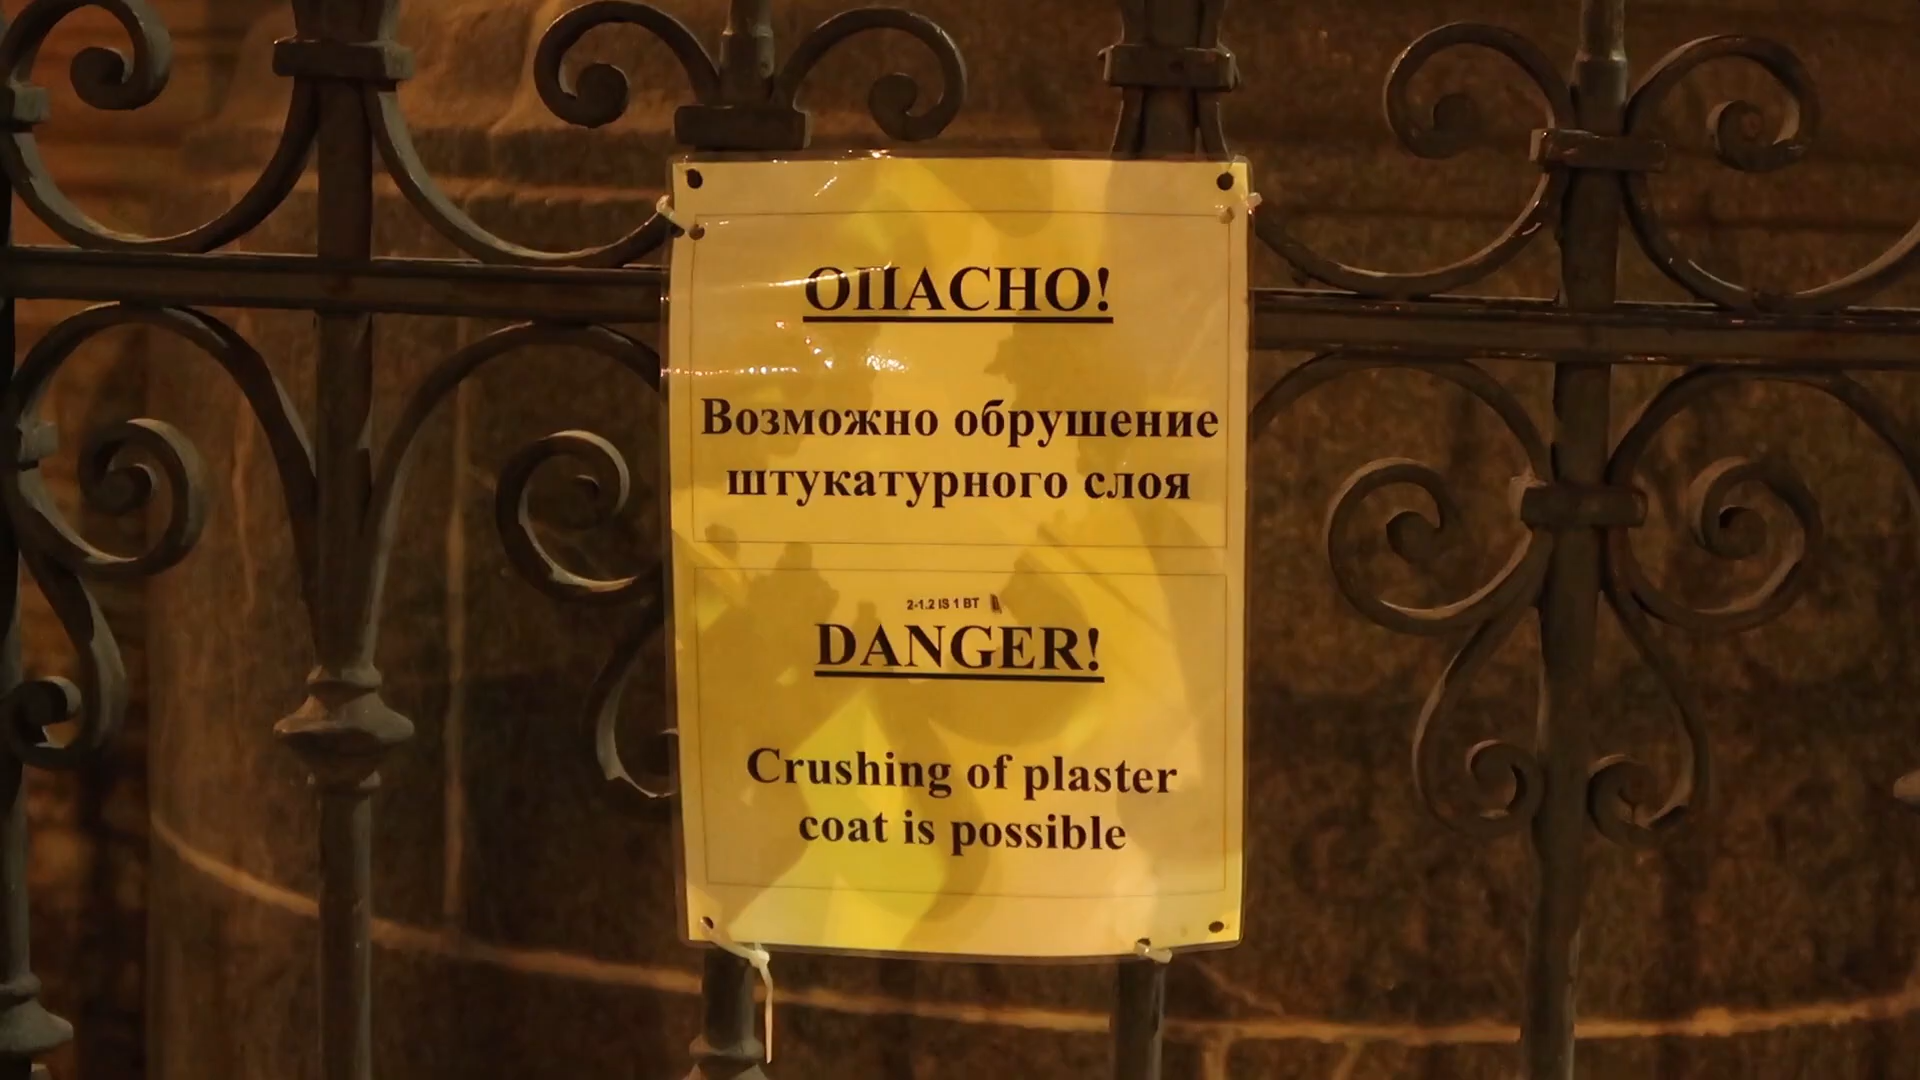 ОПАСНО!
Возможно обрушение
штукатурного слоя
2-1.2 IS 1 BT
DANGER!
Crushing of plaster
coat is possible